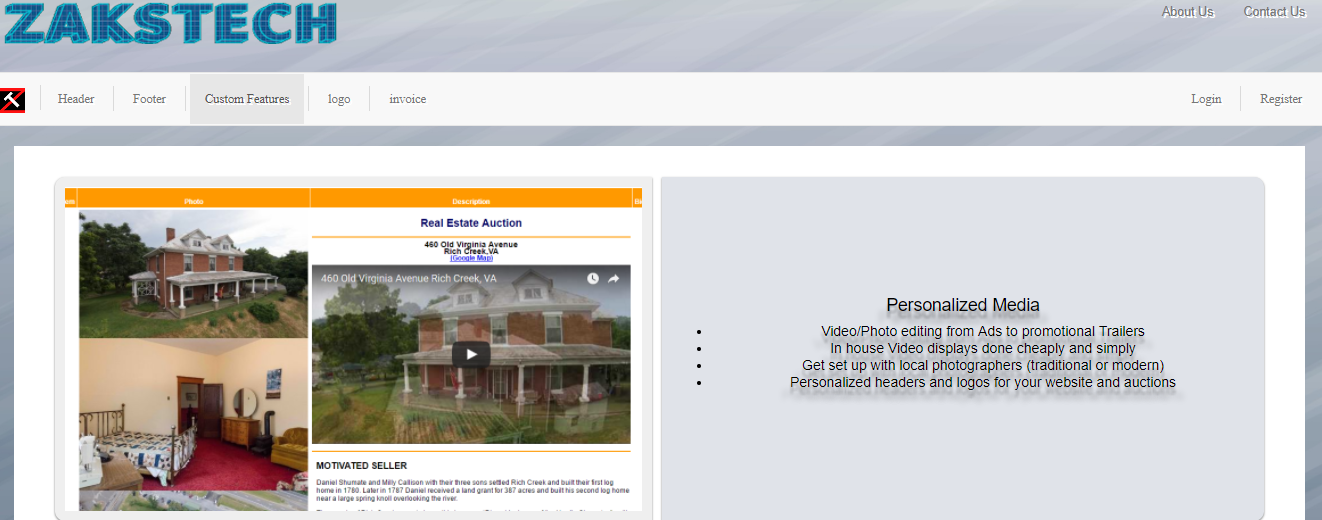 ZAKSTECH
About Us
Contact Us
Header
Footer
Custom Features
logo
invoice
Login
Register
Photo
Description
Real Estate Auction
460 Old Virginia Avenue
Rich Creek,VA
(Google Map)
460 Old Virginia Avenue Rich Creek, VA
MOTIVATED SELLER
Daniel Shumate and Milly Callison with their three sons settled Rich Creek and built their first log
home in 1780. Later in 1787 Daniel received a land grant for 387 acres and built his second log home
near a large spring knoll overlooking the river.
Personalized Media
Video/Photo editing from Ads to promotional Trailers
In house Video displays done cheaply and simply
Get set up with local photographers (traditional or modern)
Personalized headers and logos for your website and auctions